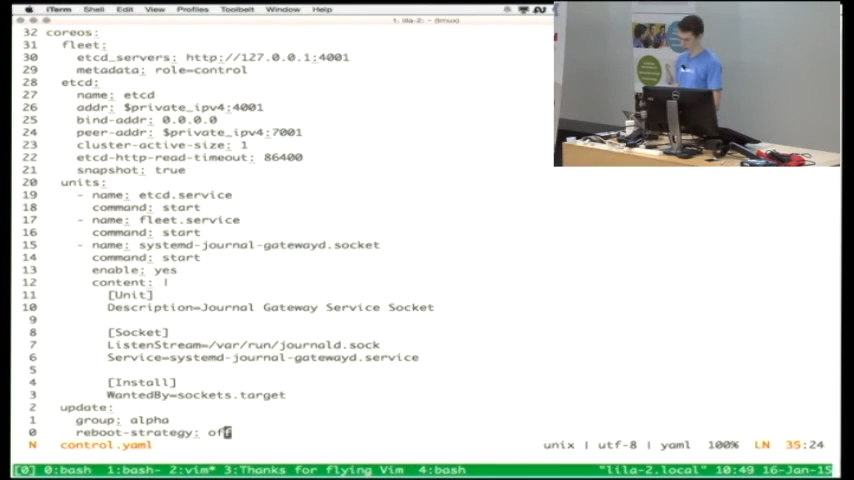 iTerm Shell Edit View Profiles Toolbelt Window Help
1. lila-2: ~ (tmux)
32 coreos:
31 fleet:
30 etcd_servers: http://127.0.0.1:4001
29 metadata: role=control
28 etcd:
27 name: etcd
26 addr: $private_ipv4:4001
25 bind-addr: 0.0.0.0
24 peer-addr: $private_ipv4:7001
23 cluster-active-size: 1
22 etcd-http-read-timeout: 86400
21 snapshot: true
20 units:
19 - name: etcd.service
18 command: start
17 - name: fleet.service
16 command: start
15 - name: systemd-journal-gatewayd.socket
14 command: start
13 enable: yes
12 content: |
11 [Unit]
10 Description=Journal Gateway Service Socket
9
8 [Socket]
7 ListenStream=/var/run/journald.sock
6 Service=systemd-journal-gatewayd.service
5
4 [Install]
3 WantedBy=sockets.target
2 update:
1 group: alpha
0 reboot-strategy: off
N control.yaml unix | utf-8 | yaml 100% LN 35:24
[0] 0:bash 1:bash- 2:vim* 3:Thanks for flying Vim 4:bash "lila-2.local" 10:49 16-Jan-15